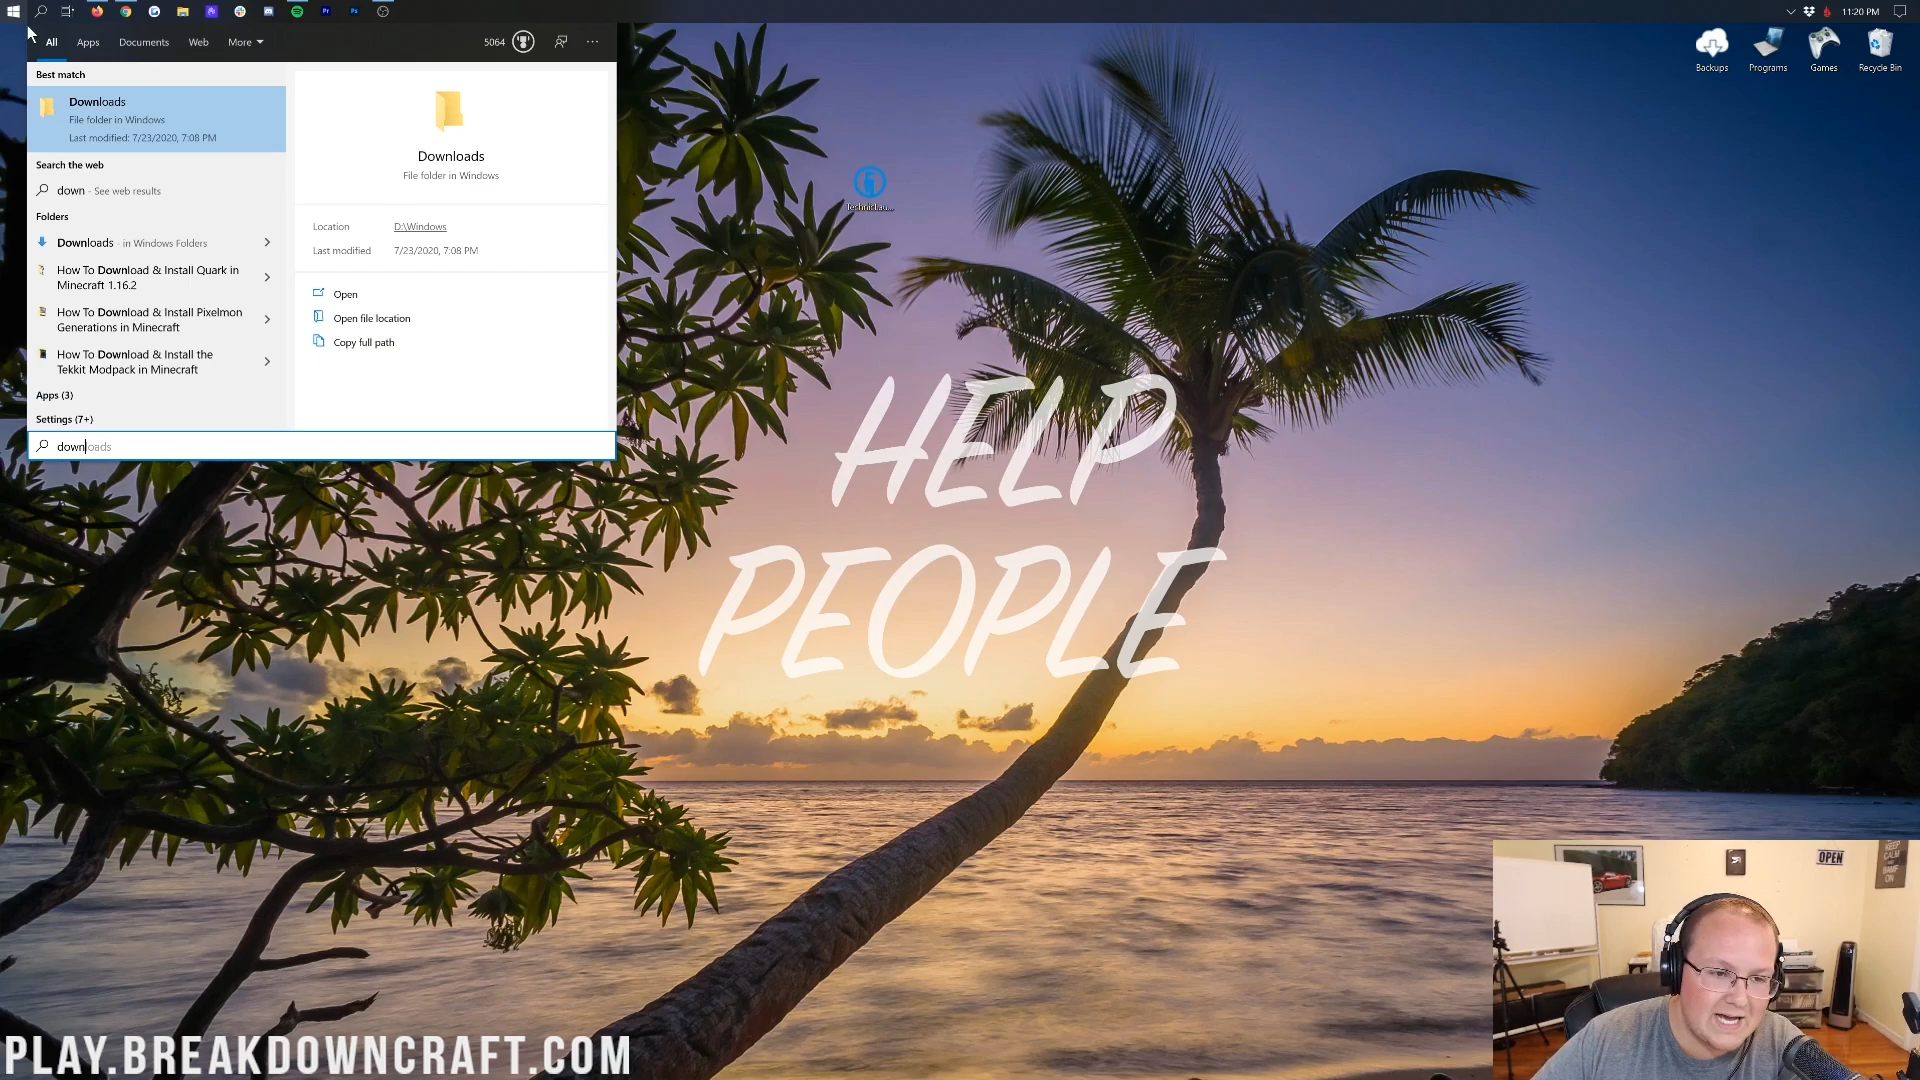 11:20 PM
All Apps Documents Web More
5064
Best match
Downloads
File folder in Windows
Last modified: 7/23/2020, 7:08 PM
Search the web
down - See web results
Folders
Downloads - in Windows Folders
How To Download & Install Quark in
Minecraft 1.16.2
How To Download & Install Pixelmon
Generations in Minecraft
How To Download & Install the
Tekkit Modpack in Minecraft
Apps (3)
Settings (7+)
downloads
Downloads
File folder in Windows
Location D:\Windows
Last modified 7/23/2020, 7:08 PM
Open
Open file location
Copy full path
Backups Programs Games Recycle Bin
HELP
PEOPLE
OPEN
KEEP
CALM
AND
ON
PLAY.BREAKDOWNCRAFT.COM